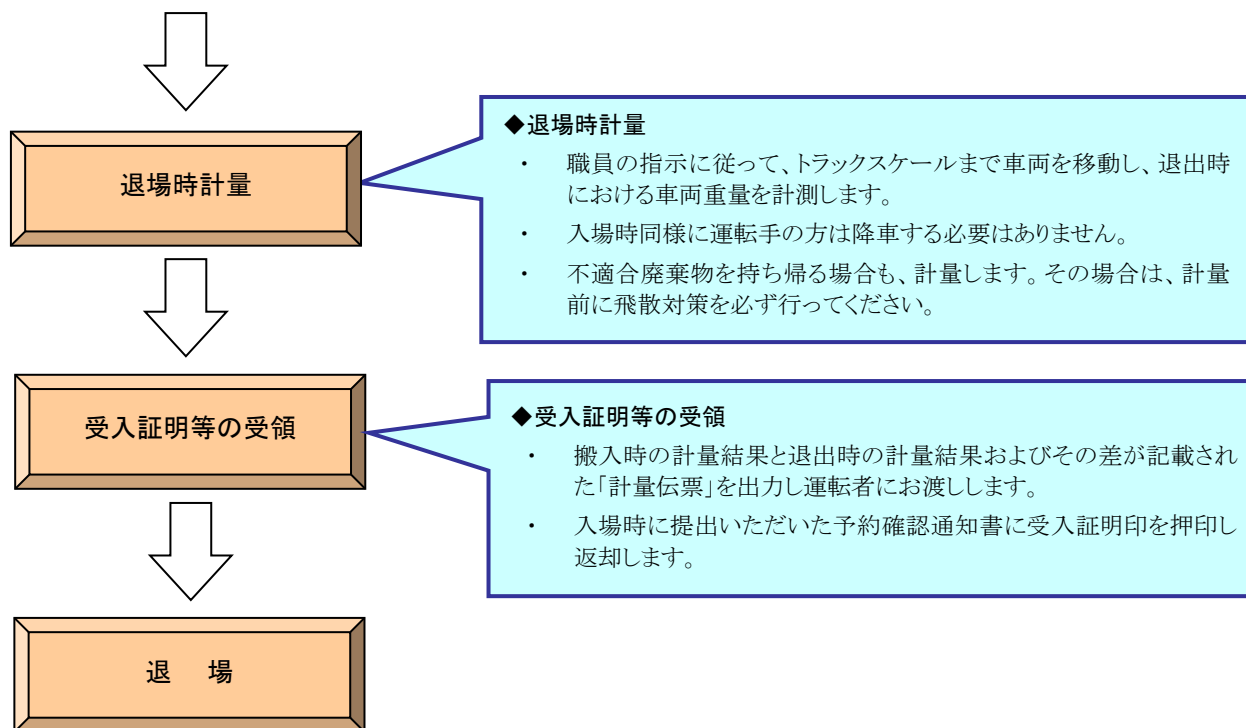 退場時計量
◆退場時計量
・ 職員の指示に従って、トラックスケールまで車両を移動し、退出時
における車両重量を計測します。
・ 入場時同様に運転手の方は降車する必要はありません。
・ 不適合廃棄物を持ち帰る場合も、計量します。その場合は、計量
前に飛散対策を必ず行ってください。
受入証明等の受領
◆受入証明等の受領
・ 搬入時の計量結果と退出時の計量結果およびその差が記載され
た「計量伝票」を出力し運転者にお渡しします。
・ 入場時に提出いただいた予約確認通知書に受入証明印を押印し
返却します。
退 場